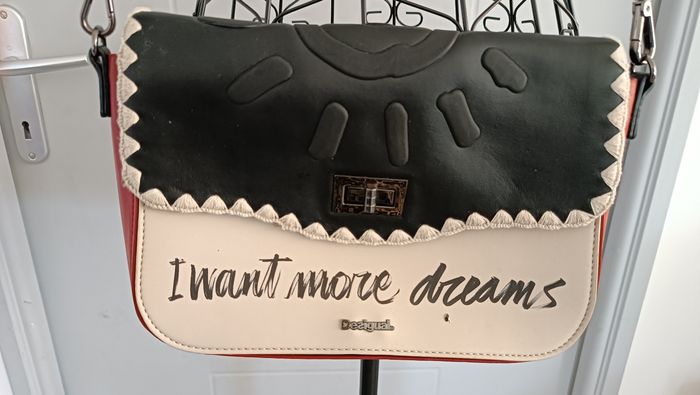 I want more dreams
Desigual.